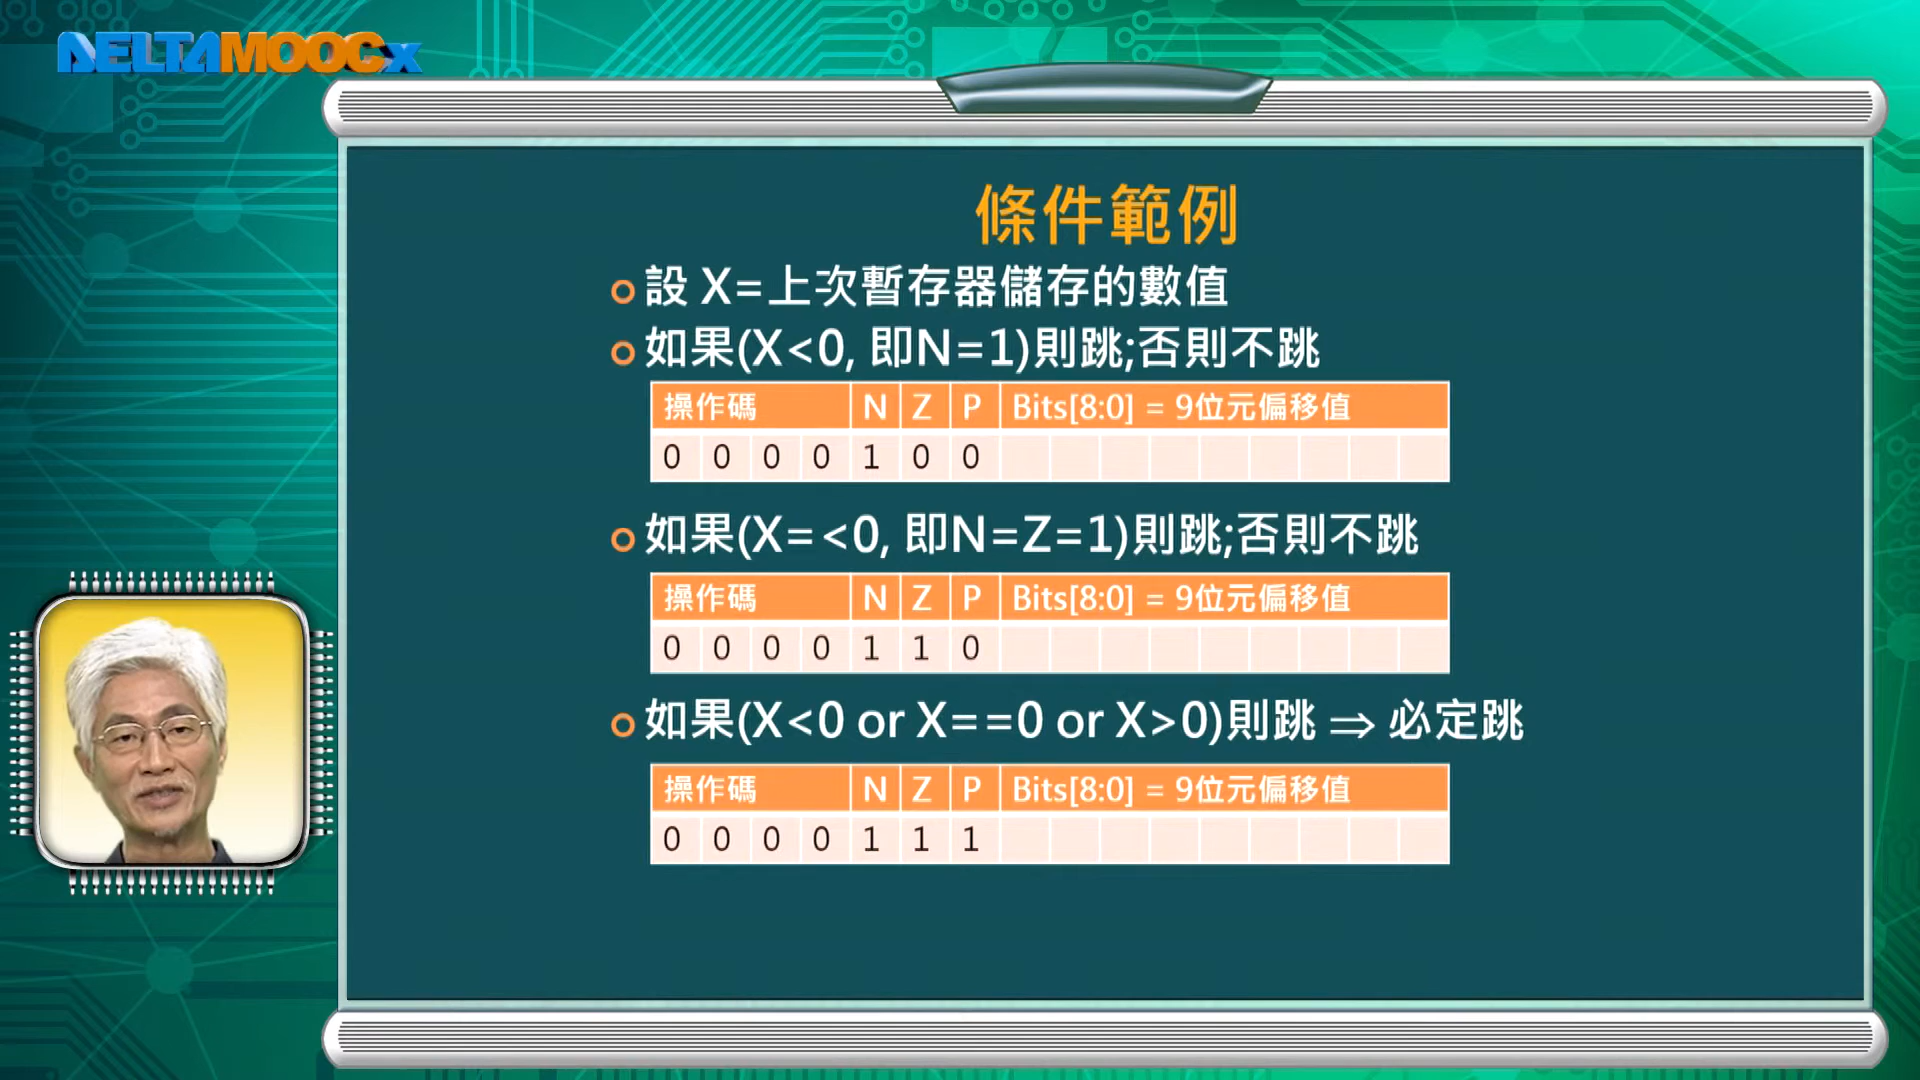 DELTAMOOCx
條件範例
設 X=上次暫存器儲存的數值
如果(X<0, 即N=1)則跳;否則不跳
操作碼 N Z P Bits[8:0] = 9位元偏移值
0 0 0 0 1 0 0
如果(X=<0, 即N=Z=1)則跳;否則不跳
操作碼 N Z P Bits[8:0] = 9位元偏移值
0 0 0 0 1 1 0
如果(X<0 or X==0 or X>0)則跳 ⇒ 必定跳
操作碼 N Z P Bits[8:0] = 9位元偏移值
0 0 0 0 1 1 1